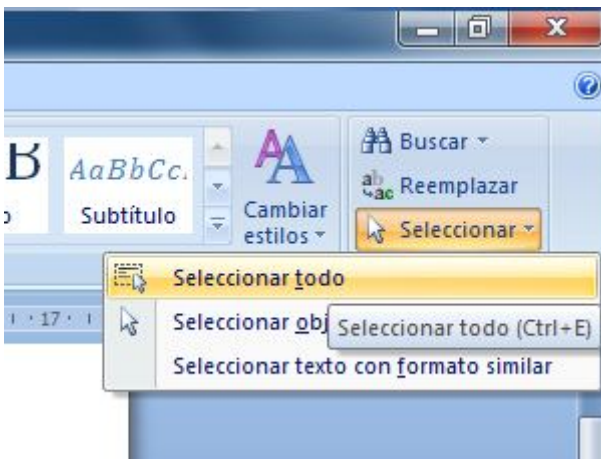 AaBbCc.
Subtítulo
Cambiar
estilos
Buscar
Reemplazar
Seleccionar
Seleccionar todo
Seleccionar obj
Seleccionar todo (Ctrl+E)
Seleccionar texto con formato similar
17